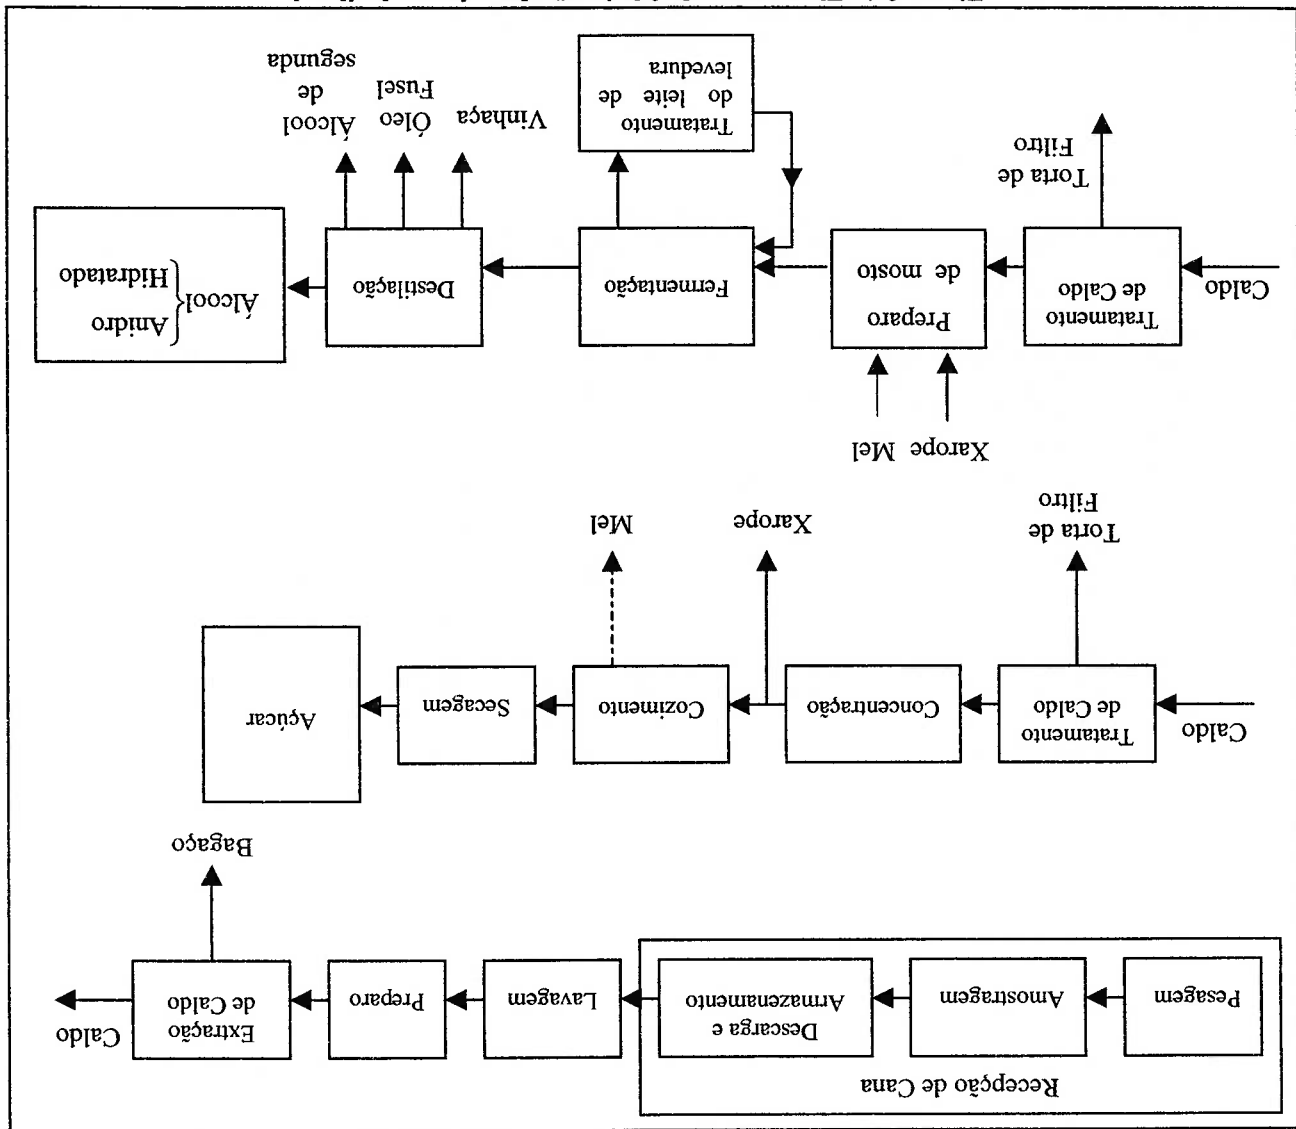 Recepção de Cana
Pesagem
Amostragem
Descarga e
Armazenamento
Lavagem
Preparo
Extração
de Caldo
Caldo
Bagaço
Caldo
Tratamento
de Caldo
Concentração
Cozimento
Secagem
Açúcar
Torta de
Filtro
Xarope
Mel
Xarope Mel
Caldo
Tratamento
de Caldo
Preparo
de mosto
Fermentação
Destilação
Álcool
Anidro
Hidratado
Torta de
Filtro
Tratamento
do leite de
levedura
Vinhaça
Óleo
Fusel
Álcool
de
segunda